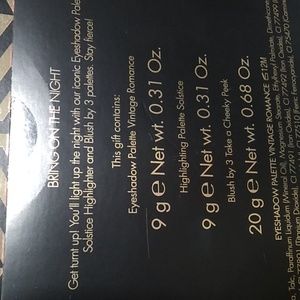 BRING ON THE NIGHT
Get turnt up! You'll light up the night with our iconic Eyeshadow Pale
Solstice Highlighter and Blush by 3 palettes. Stay fierce!
This gift contains:
Eyeshadow Palette Vintage Romance
9 g e Net wt. 0.31 Oz.
Highlighting Palette Solstice
9 g e Net wt. 0.31 Oz.
Blush by 3 Take a Cheeky Peek
20 g e Net wt. 0.68 Oz.
EYESHADOW PALETTE VINTAGE ROMANCE 12M